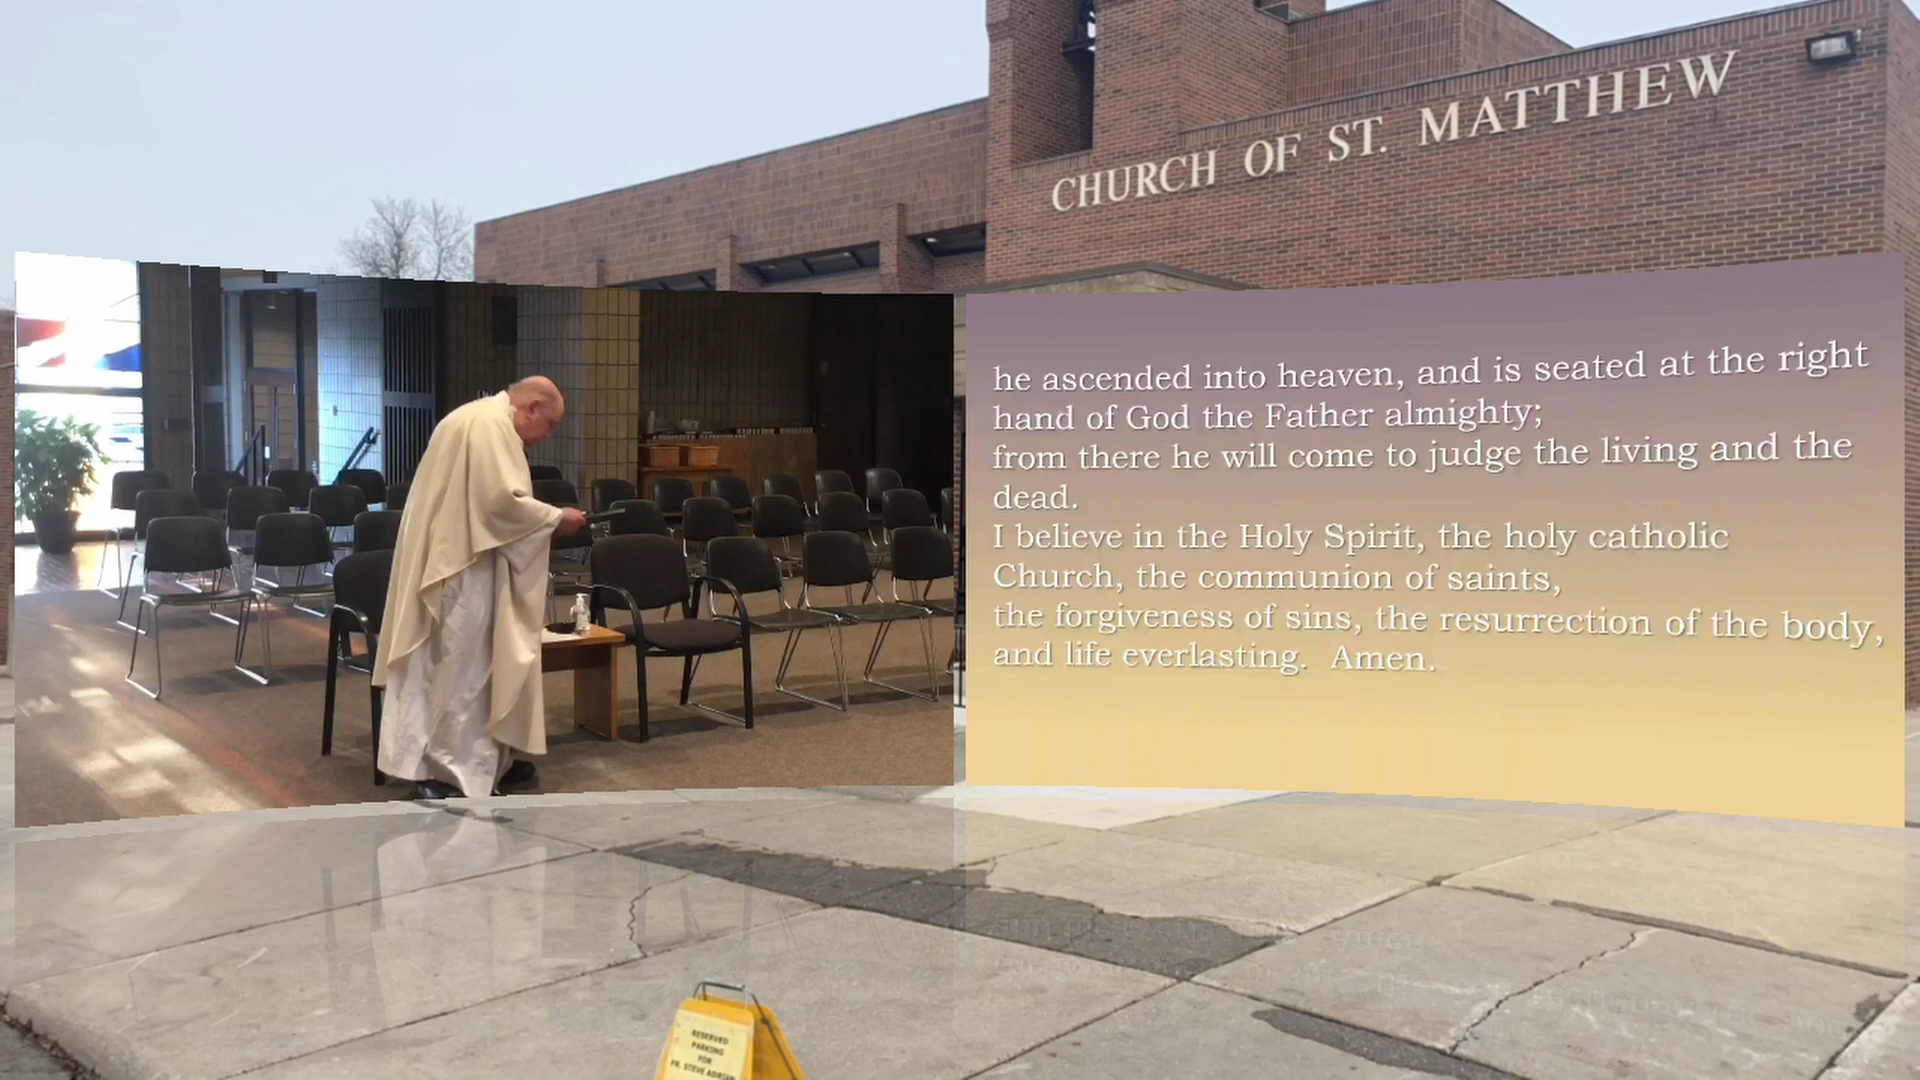 CHURCH OF ST. MATTHEW
he ascended into heaven, and is seated at the right
hand of God the Father almighty;
from there he will come to judge the living and the
dead.
I believe in the Holy Spirit, the holy catholic
Church, the communion of saints,
the forgiveness of sins, the resurrection of the body,
and life everlasting. Amen.
RESERVED
PARKING
FOR
FR. STEVE ADRIAN